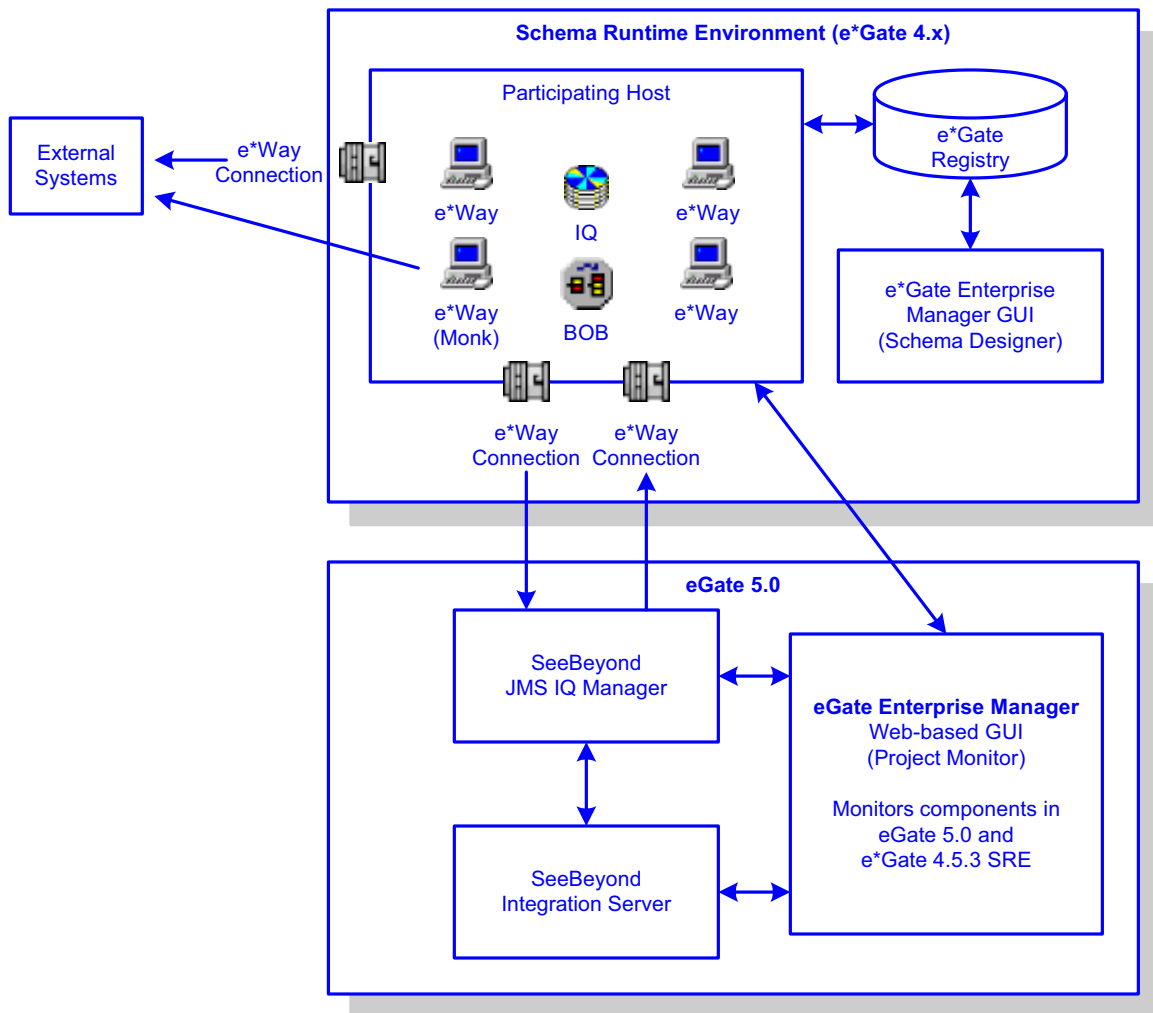 Schema Runtime Environment (e*Gate 4.x)
Participating Host
External
Systems
e*Way
Connection
e*Way
IQ
e*Way
e*Way
(Monk)
BOB
e*Way
e*Gate
Registry
e*Gate Enterprise
Manager GUI
(Schema Designer)
e*Way
Connection
e*Way
Connection
eGate 5.0
SeeBeyond
JMS IQ Manager
eGate Enterprise Manager
Web-based GUI
(Project Monitor)
Monitors components in
eGate 5.0 and
e*Gate 4.5.3 SRE
SeeBeyond
Integration Server